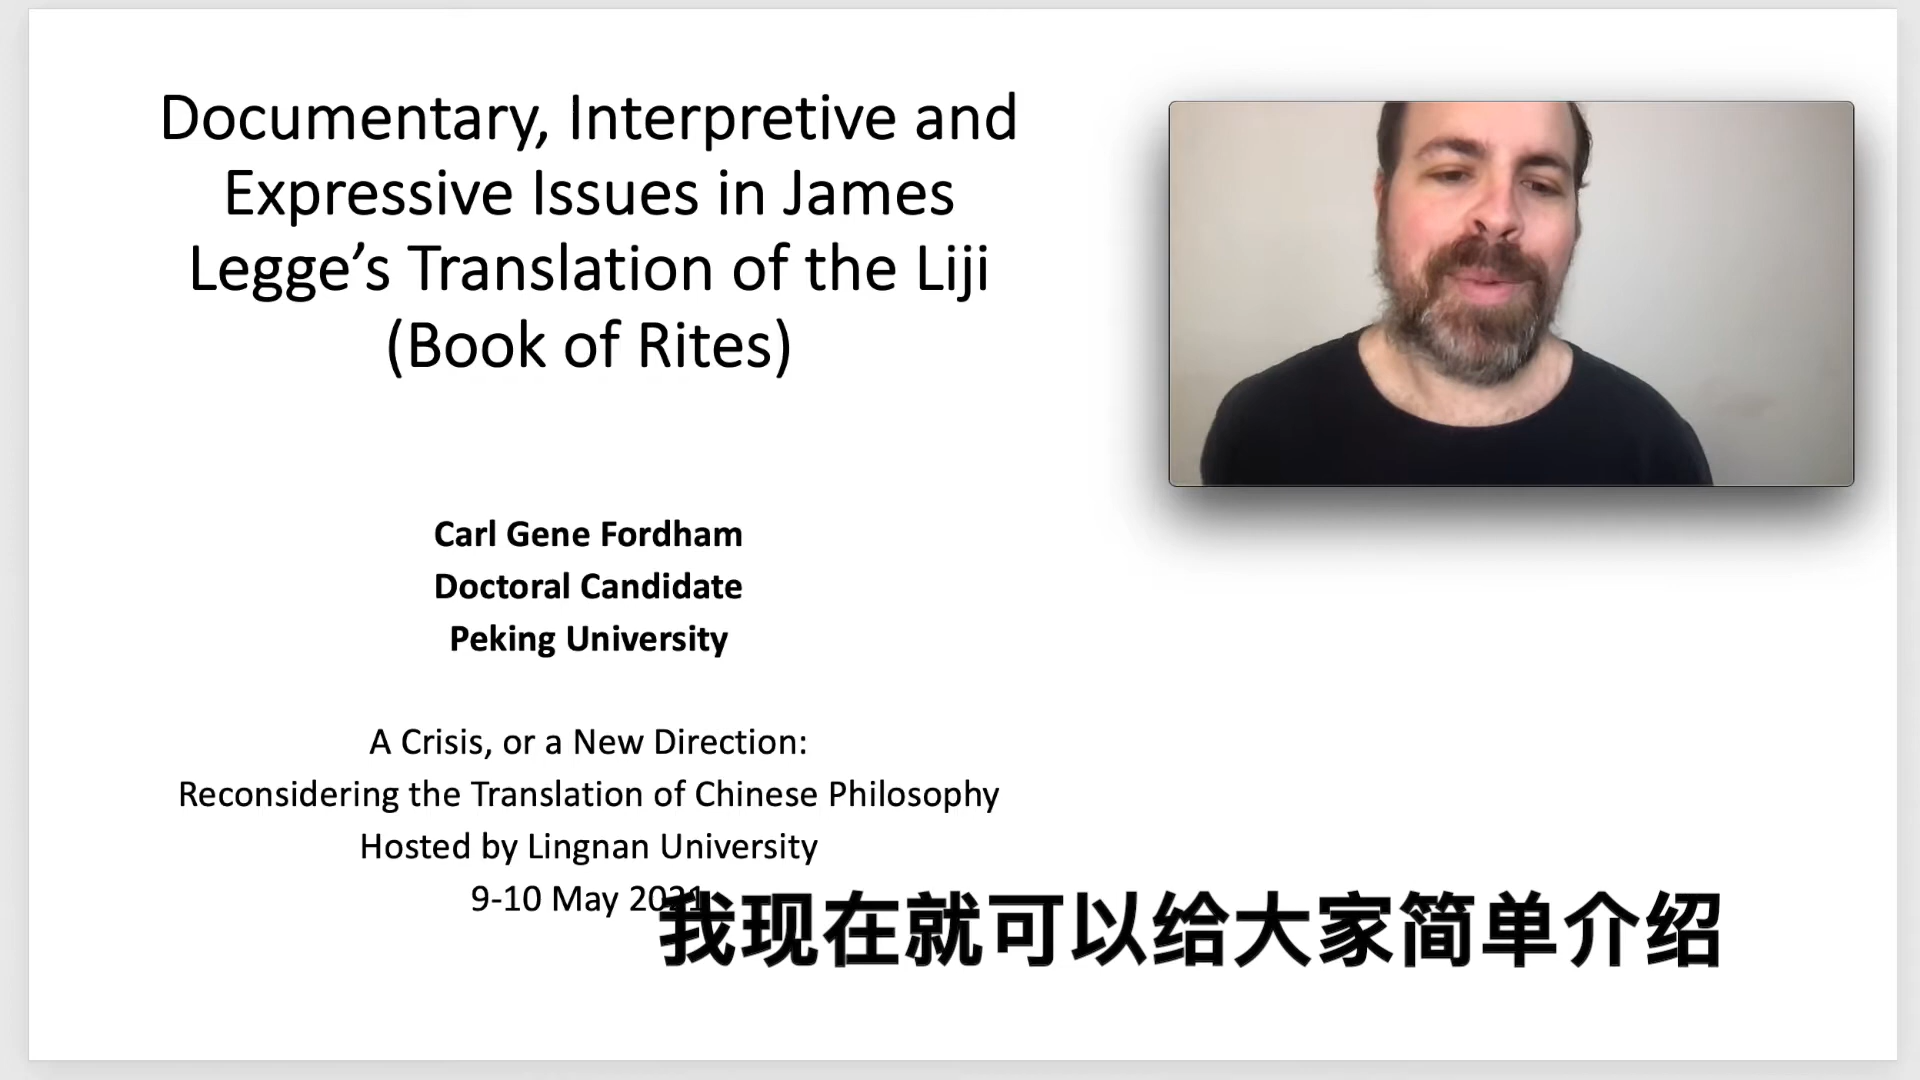 Documentary, Interpretive and
Expressive Issues in James
Legge’s Translation of the Liji
(Book of Rites)
Carl Gene Fordham
Doctoral Candidate
Peking University
A Crisis, or a New Direction:
Reconsidering the Translation of Chinese Philosophy
Hosted by Lingnan University
9-10 May 2021
我现在就可以给大家简单介绍